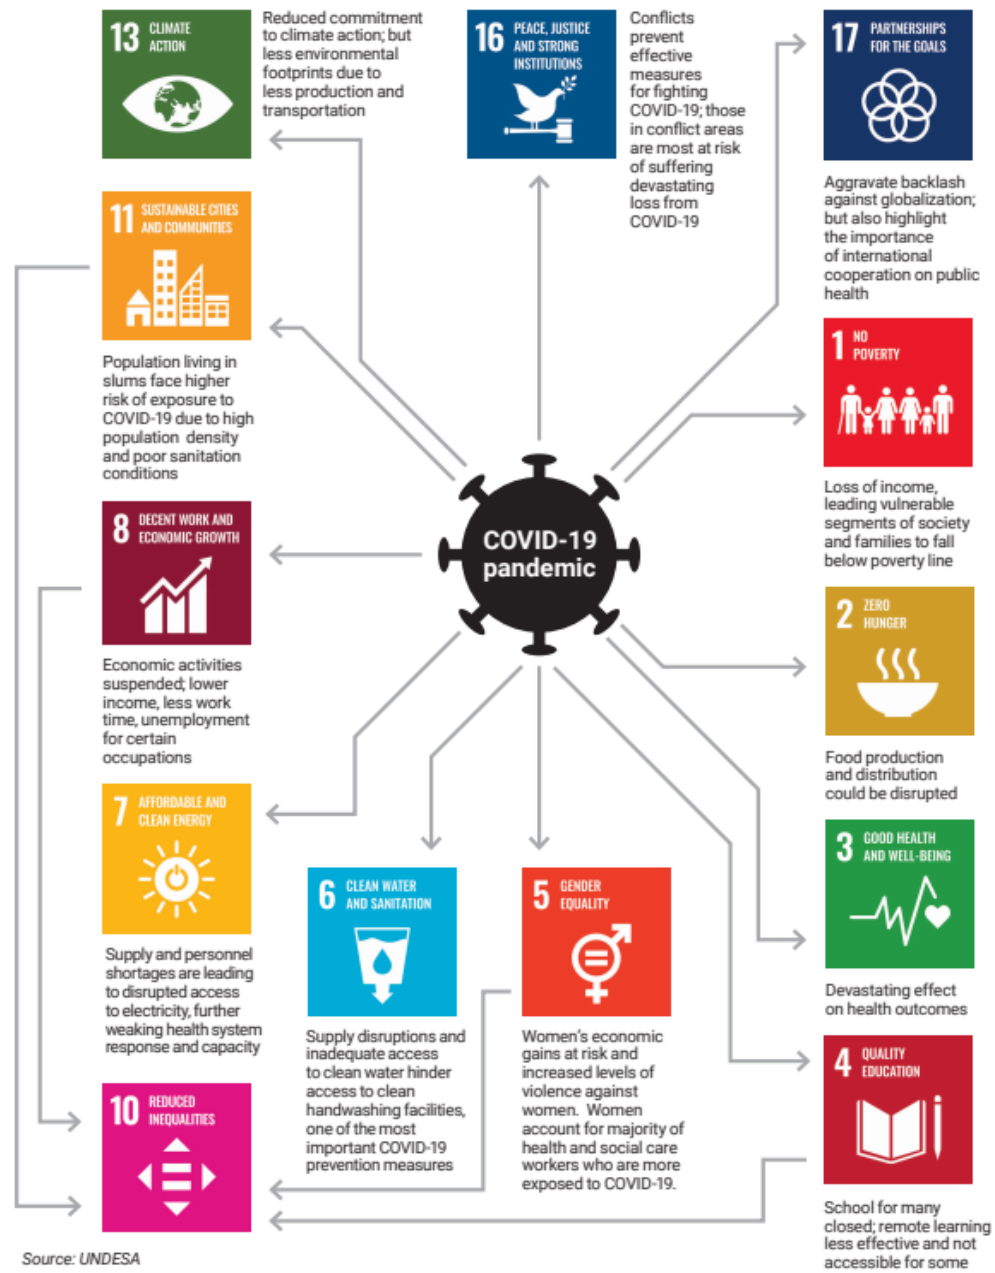 13 CLIMATE
ACTION
Reduced commitment
to climate action; but
less environmental
footprints due to
less production and
transportation
16 PEACE, JUSTICE
AND STRONG
INSTITUTIONS
Conflicts
prevent
effective
measures
for fighting
COVID-19; those
in conflict areas
are most at risk
of suffering
devastating
loss from
COVID-19
17 PARTNERSHIPS
FOR THE GOALS
Aggravate backlash
against globalization;
but also highlight
the importance
of international
cooperation on public
health
11 SUSTAINABLE CITIES
AND COMMUNITIES
Population living in
slums face higher
risk of exposure to
COVID-19 due to high
population density
and poor sanitation
conditions
1 NO
POVERTY
Loss of income,
leading vulnerable
segments of society
and families to fall
below poverty line
8 DECENT WORK AND
ECONOMIC GROWTH
Economic activities
suspended; lower
income, less work
time, unemployment
for certain
occupations
COVID-19
pandemic
2 ZERO
HUNGER
Food production
and distribution
could be disrupted
7 AFFORDABLE AND
CLEAN ENERGY
Supply and personnel
shortages are leading
to disrupted access
to electricity, further
weaking health system
response and capacity
6 CLEAN WATER
AND SANITATION
Supply disruptions and
inadequate access
to clean water hinder
access to clean
handwashing facilities,
one of the most
important COVID-19
prevention measures
5 GENDER
EQUALITY
Women's economic
gains at risk and
increased levels of
violence against
women. Women
account for majority of
health and social care
workers who are more
exposed to COVID-19.
3 GOOD HEALTH
AND WELL-BEING
Devastating effect
on health outcomes
4 QUALITY
EDUCATION
School for many
closed; remote learning
less effective and not
accessible for some
10 REDUCED
INEQUALITIES
Source: UNDESA